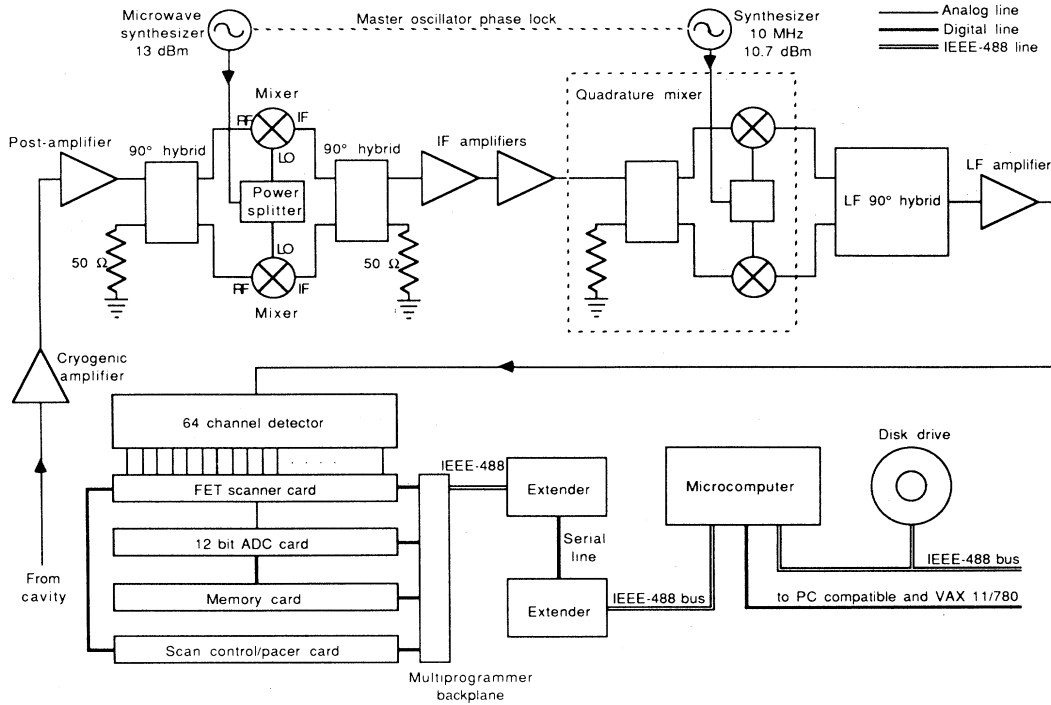 Microwave
synthesizer
13 dBm
Master oscillator phase lock
Synthesizer
10 MHz
10.7 dBm
Analog line
Digital line
IEEE-488 line
Quadrature mixer
Mixer
RF
IF
LO
Post-amplifier
90° hybrid
90° hybrid
IF amplifiers
LF amplifier
Power
splitter
LF 90° hybrid
50 Ω
LO
50 Ω
RF
IF
Mixer
Cryogenic
amplifier
64 channel detector
Disk drive
IEEE-488
FET scanner card
Extender
Microcomputer
12 bit ADC card
Serial
line
IEEE-488 bus
From
cavity
Memory card
Extender
IEEE-488 bus
to PC compatible and VAX 11/780
Scan control/pacer card
Multiprogrammer
backplane